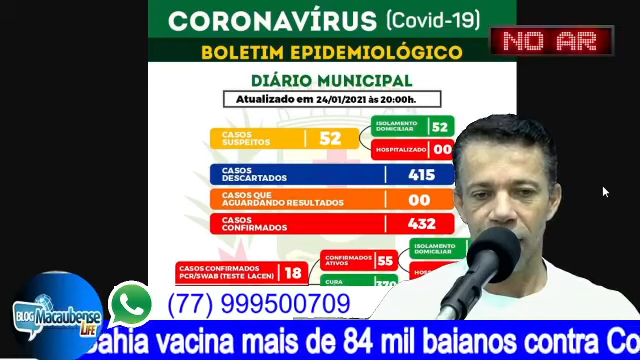 CORONAVÍRUS (Covid-19)
NO AR
BOLETIM EPIDEMIOLÓGICO
DIÁRIO MUNICIPAL
Atualizado em 24/01/2021 às 20:00h.
CASOS SUSPEITOS 52
ISOLAMENTO DOMICILIAR 52
HOSPITALIZADO 00
CASOS DESCARTADOS 415
CASOS QUE AGUARDANDO RESULTADOS 00
CASOS CONFIRMADOS 432
CASOS CONFIRMADOS PCR/SWAB (TESTE LACEN) 18
CONFIRMADOS ATIVOS 55
ISOLAMENTO DOMICILIAR
CURA
BLOG Macaubense LIFE
(77) 999500709
Bahia vacina mais de 84 mil baianos contra Co